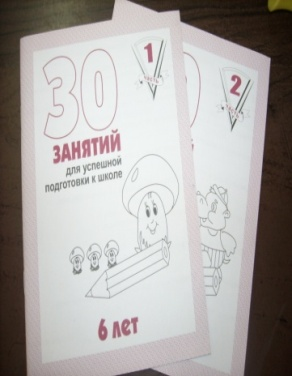 30
ЗАНЯТИЙ
для успешной
подготовки к школе
6 лет
1
2